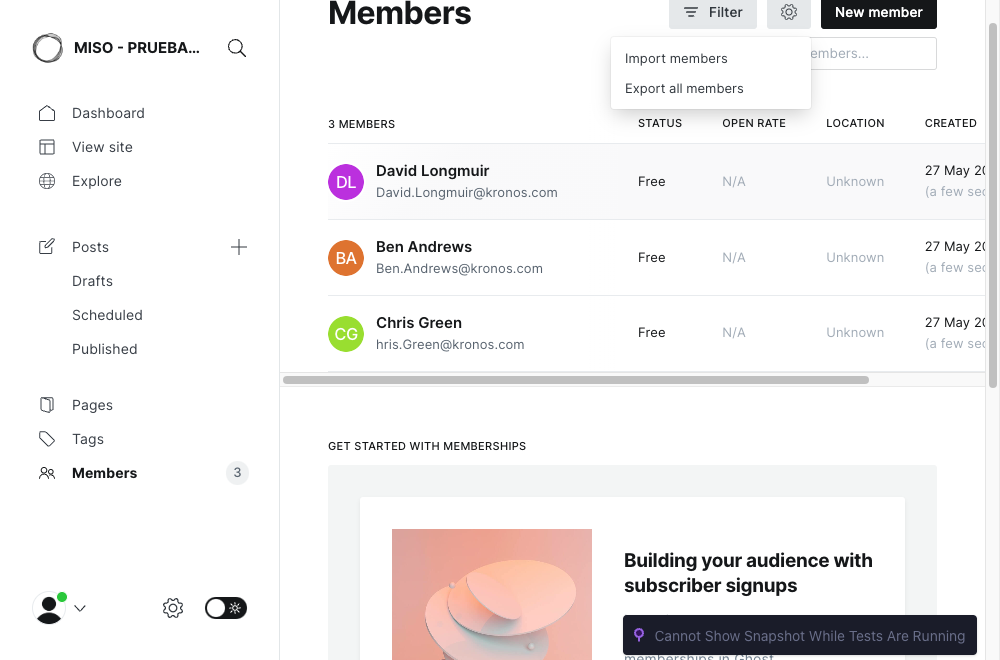 MISO - PRUEBA...
Dashboard
View site
Explore
Posts
Drafts
Scheduled
Published
Pages
Tags
Members
3
Members
Filter
New member
Import members
Export all members
embers...
3 MEMBERS STATUS OPEN RATE LOCATION CREATED
DL
David Longmuir
David.Longmuir@kronos.com
Free N/A Unknown
27 May 20
(a few sec
BA
Ben Andrews
Ben.Andrews@kronos.com
Free N/A Unknown
27 May 20
(a few sec
CG
Chris Green
hris.Green@kronos.com
Free N/A Unknown
27 May 20
(a few sec
GET STARTED WITH MEMBERSHIPS
Building your audience with
subscriber signups
Cannot Show Snapshot While Tests Are Running
memberships in Ghost